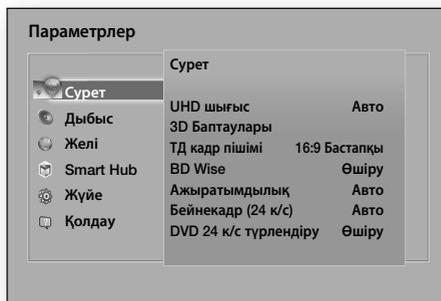 Параметрлер
Сурет
Дыбыс
Желі
Smart Hub
Жүйе
Қолдау
Сурет
UHD шығыс Авто
3D Баптаулары
ТД кадр пішімі 16:9 Бастапқы
BD Wise Өшіру
Ажыратымдылық Авто
Бейнекадр (24 к/с) Авто
DVD 24 к/с түрлендіру Өшіру